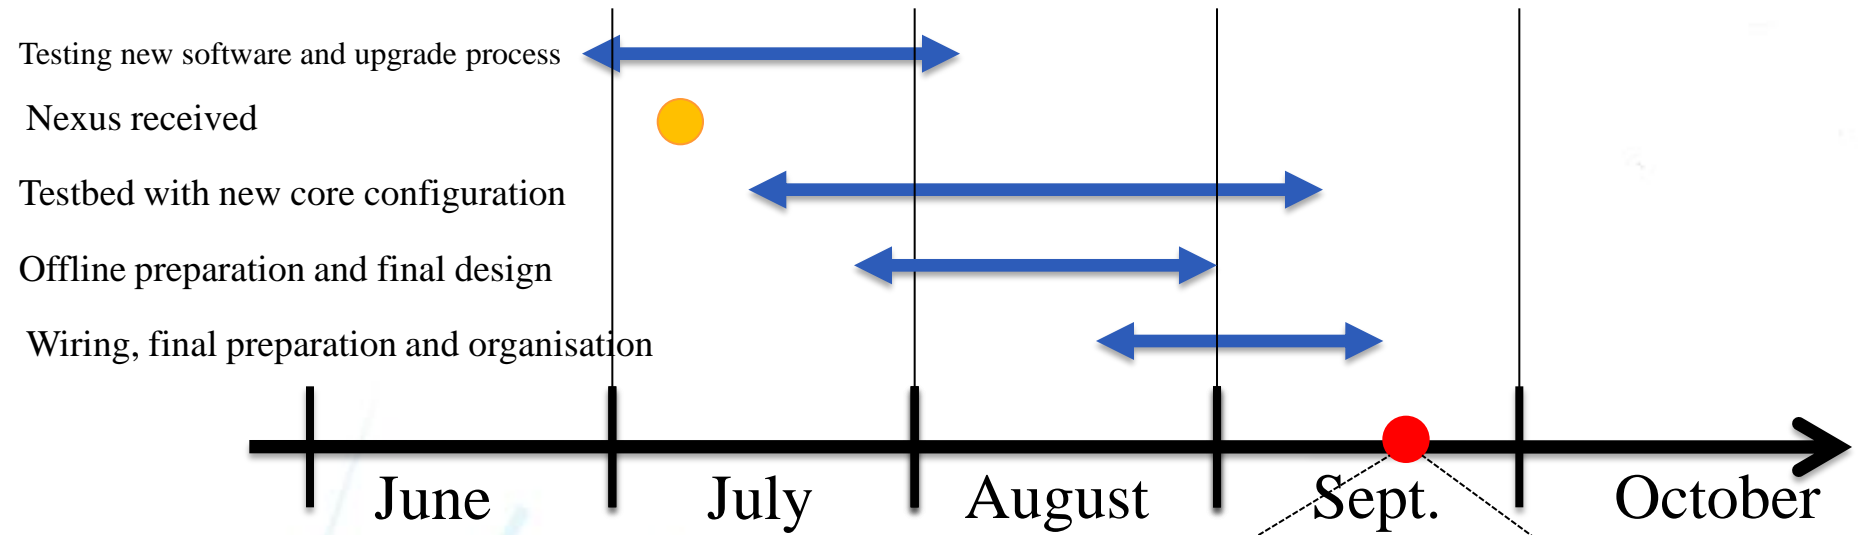 Testing new software and upgrade process
Nexus received
Testbed with new core configuration
Offline preparation and final design
Wiring, final preparation and organisation
June July August Sept. October